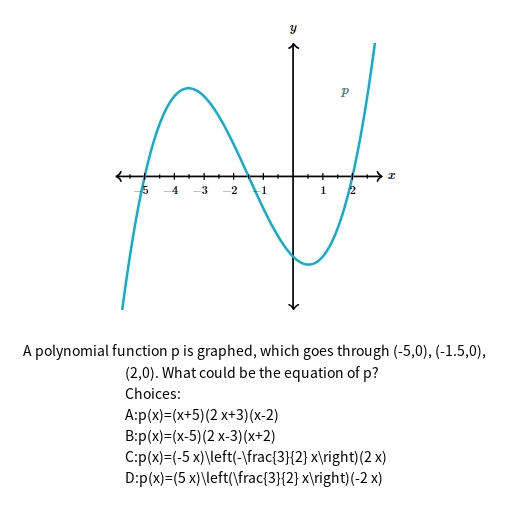 y
p
x
-5 -4 -3 -2 -1 1 2
A polynomial function p is graphed, which goes through (-5,0), (-1.5,0),
(2,0). What could be the equation of p?
Choices:
A:p(x)=(x+5)(2 x+3)(x-2)
B:p(x)=(x-5)(2 x-3)(x+2)
C:p(x)=(-5 x)\left(-\frac{3}{2} x\right)(2 x)
D:p(x)=(5 x)\left(\frac{3}{2} x\right)(-2 x)